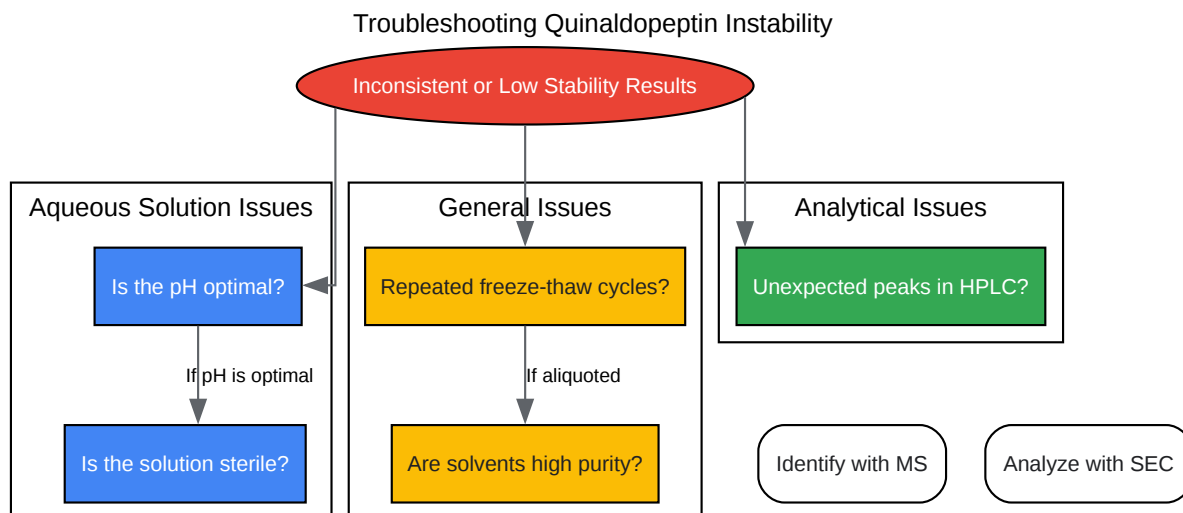 Troubleshooting Quinaldopeptin Instability
Inconsistent or Low Stability Results
Aqueous Solution Issues
General Issues
Analytical Issues
Is the pH optimal?
Repeated freeze-thaw cycles?
Unexpected peaks in HPLC?
If pH is optimal
If aliquoted
Is the solution sterile?
Are solvents high purity?
Identify with MS
Analyze with SEC